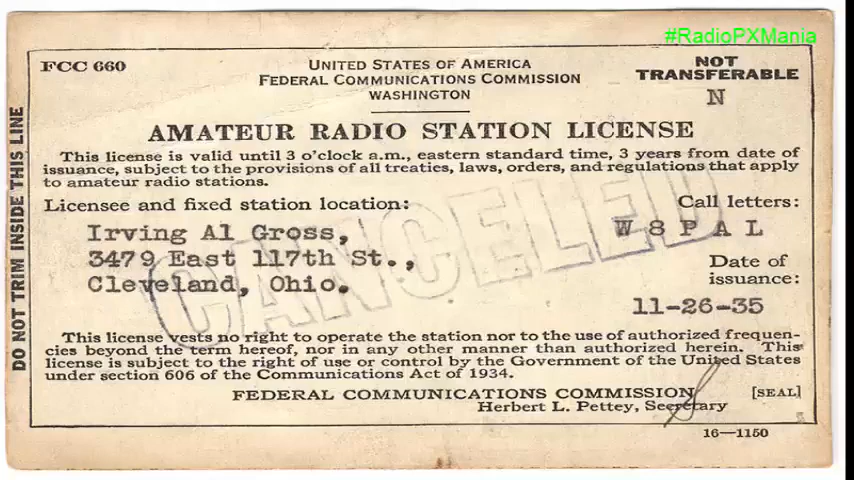 #RadioPXMania
FCC 660
UNITED STATES OF AMERICA
FEDERAL COMMUNICATIONS COMMISSION
WASHINGTON
NOT
TRANSFERABLE
N
AMATEUR RADIO STATION LICENSE
This license is valid until 3 o'clock a.m., eastern standard time, 3 years from date of
issuance, subject to the provisions of all treaties, laws, orders, and regulations that apply
to amateur radio stations.
Licensee and fixed station location:
Call letters:
Irving Al Gross,
W 8 P A L
3479 East 117th St.,
Cleveland, Ohio.
Date of
issuance:
11-26-35
CANCELED
This license vests no right to operate the station nor to the use of authorized frequen-
cies beyond the term hereof, nor in any other manner than authorized herein. This
license is subject to the right of use or control by the Government of the United States
under section 606 of the Communications Act of 1934.
FEDERAL COMMUNICATIONS COMMISSION
[SEAL]
Herbert L. Pettey, Secretary
16—1150
DO NOT TRIM INSIDE THIS LINE